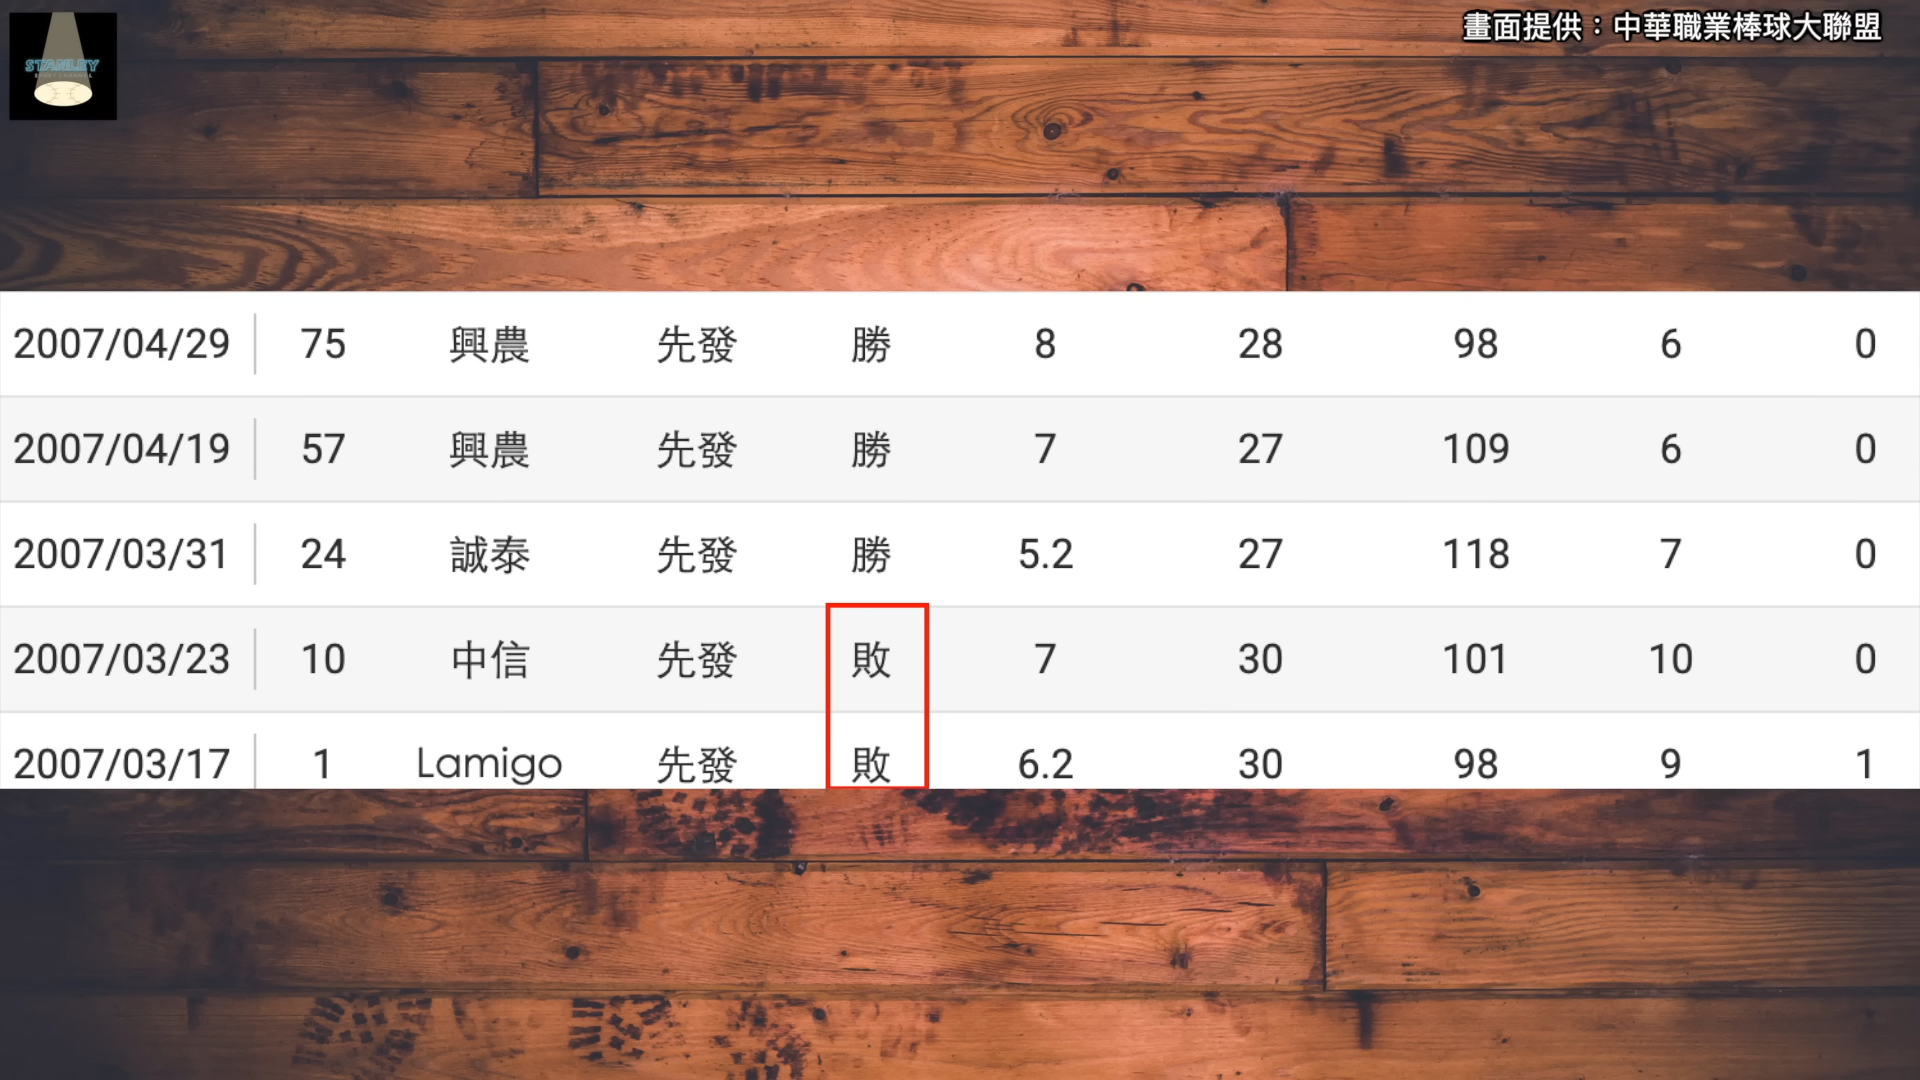 畫面提供：中華職業棒球大聯盟
STANLEY
2007/04/29 75 興農 先發 勝 8 28 98 6 0
2007/04/19 57 興農 先發 勝 7 27 109 6 0
2007/03/31 24 誠泰 先發 勝 5.2 27 118 7 0
2007/03/23 10 中信 先發 敗 7 30 101 10 0
2007/03/17 1 Lamigo 先發 敗 6.2 30 98 9 1